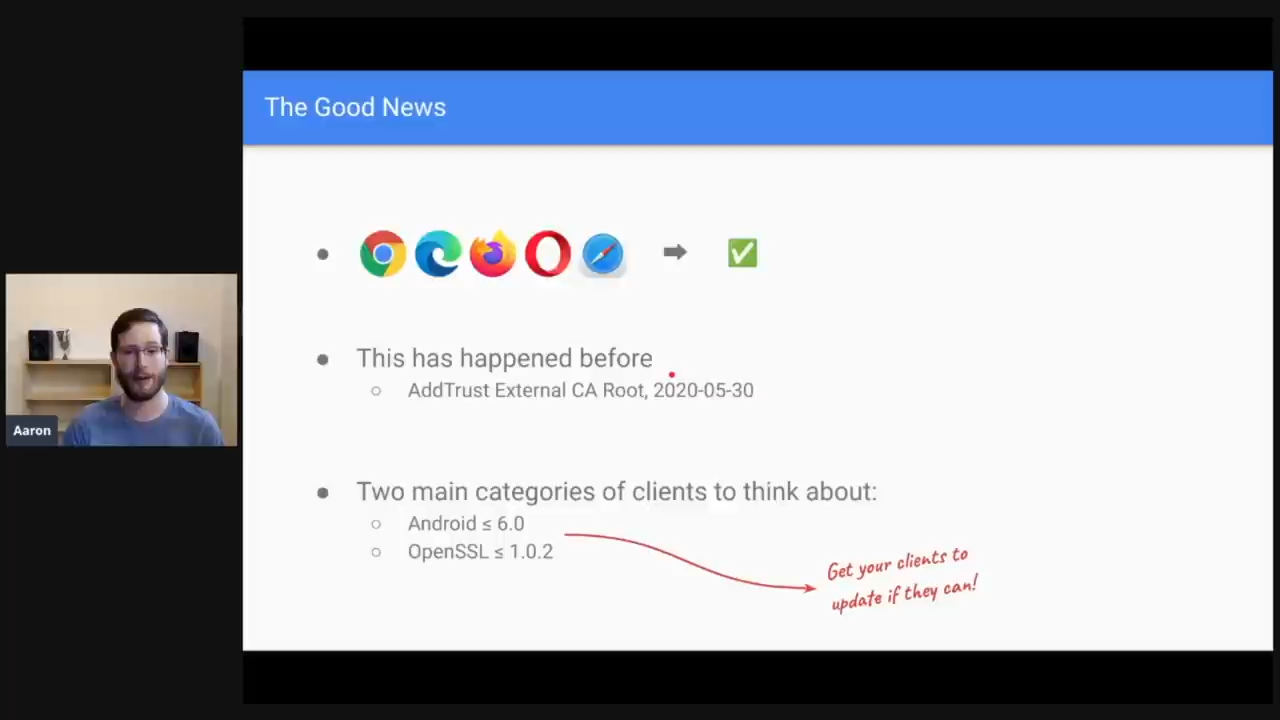 The Good News
This has happened before
AddTrust External CA Root, 2020-05-30
Two main categories of clients to think about:
Android ≤ 6.0
OpenSSL ≤ 1.0.2
Get your clients to
update if they can!
Aaron